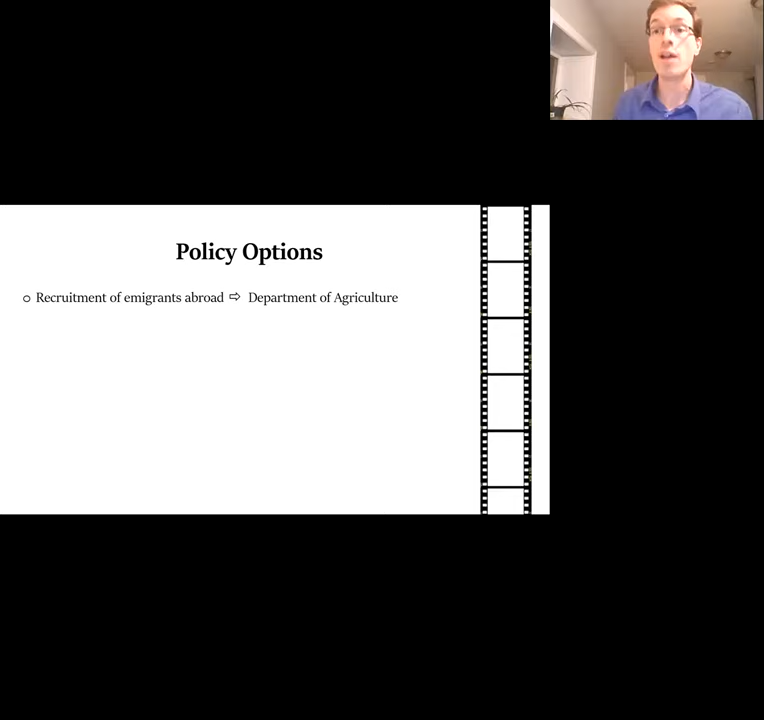 Policy Options
○ Recruitment of emigrants abroad ⇨ Department of Agriculture